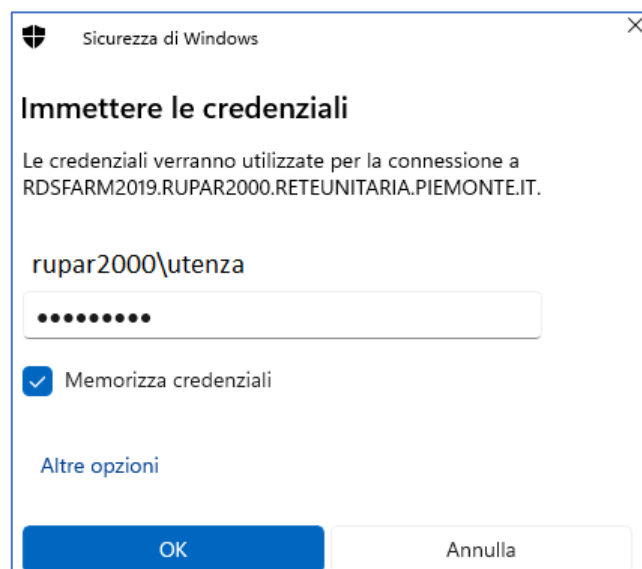 Sicurezza di Windows
Immettere le credenziali
Le credenziali verranno utilizzate per la connessione a
RDSFARM2019.RUPAR2000.RETEUNITARIA.PIEMONTE.IT.
rupar2000\utenza
●●●●●●●●●
Memorizza credenziali
Altre opzioni
OK
Annulla